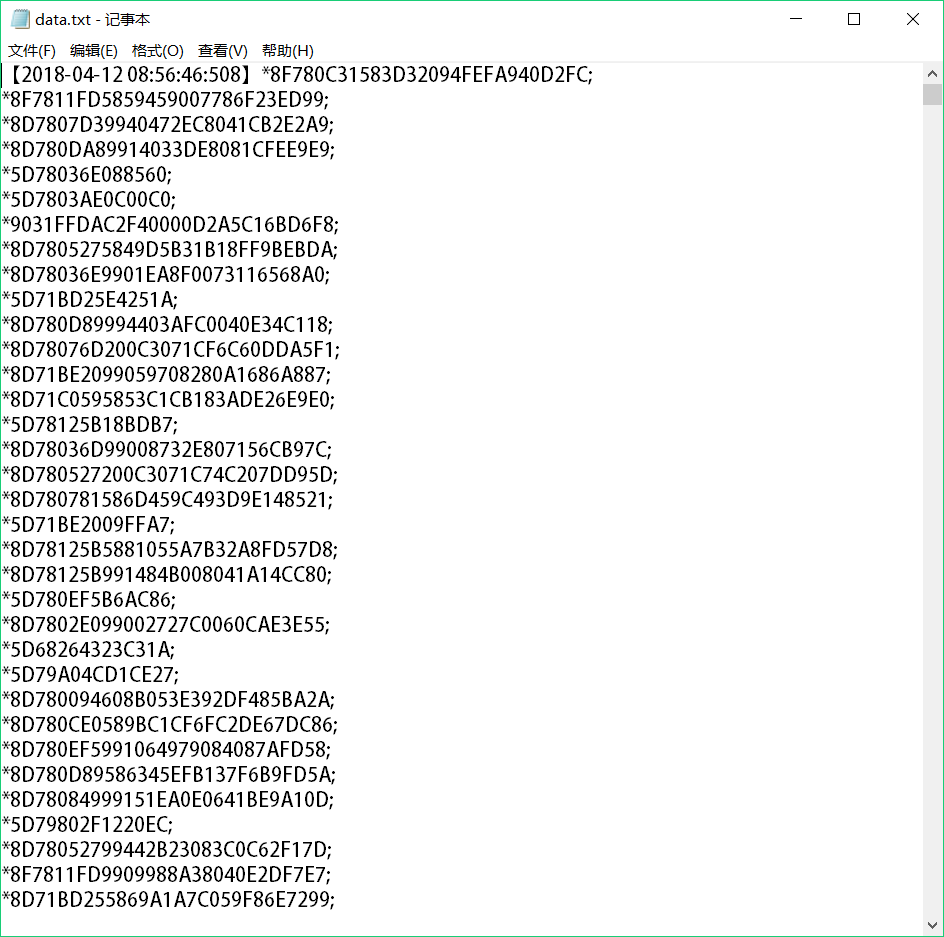 data.txt - 记事本
文件(F) 编辑(E) 格式(O) 查看(V) 帮助(H)
【2018-04-12 08:56:46:508】*8F780C31583D32094FEFA940D2FC;
*8F7811FD5859459007786F23ED99;
*8D7807D39940472EC8041CB2E2A9;
*8D780DA89914033DE8081CFEE9E9;
*5D78036E088560;
*5D7803AE0C00C0;
*9031FFDAC2F40000D2A5C16BD6F8;
*8D7805275849D5B31B18FF9BEBDA;
*8D78036E9901EA8F0073116568A0;
*5D71BD25E4251A;
*8D780D89994403AFC0040E34C118;
*8D78076D200C3071CF6C60DDA5F1;
*8D71BE2099059708280A1686A887;
*8D71C0595853C1CB183ADE26E9E0;
*5D78125B18BDB7;
*8D78036D99008732E807156CB97C;
*8D780527200C3071C74C207DD95D;
*8D780781586D459C493D9E148521;
*5D71BE2009FFA7;
*8D78125B5881055A7B32A8FD57D8;
*8D78125B991484B008041A14CC80;
*5D780EF5B6AC86;
*8D7802E099002727C0060CAE3E55;
*5D68264323C31A;
*5D79A04CD1CE27;
*8D780094608B053E392DF485BA2A;
*8D780CE0589BC1CF6FC2DE67DC86;
*8D780EF5991064979084087AFD58;
*8D780D89586345EFB137F6B9FD5A;
*8D78084999151EA0E0641BE9A10D;
*5D79802F1220EC;
*8D78052799442B23083C0C62F17D;
*8F7811FD9909988A38040E2DF7E7;
*8D71BD255869A1A7C059F86E7299;